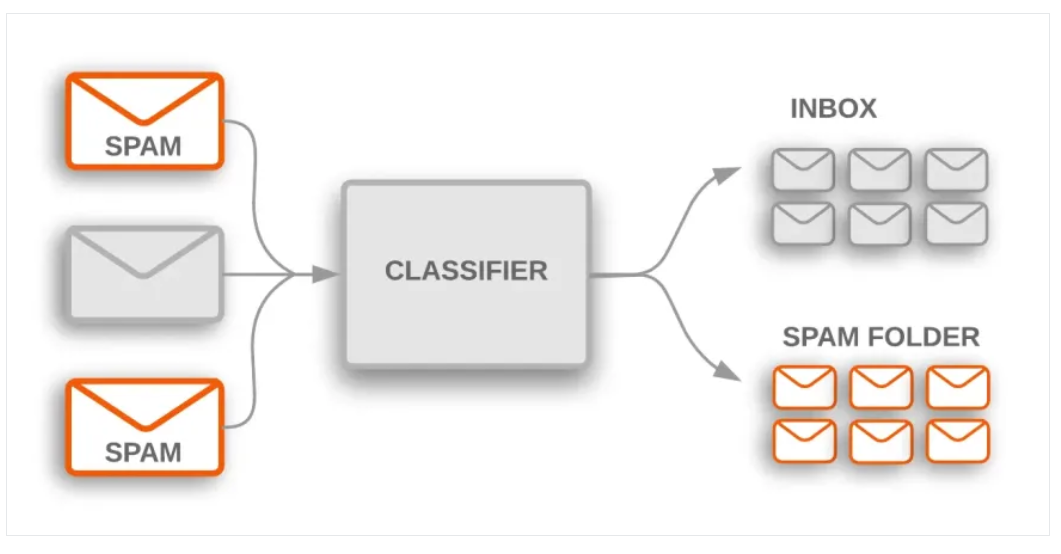 SPAM
SPAM
CLASSIFIER
INBOX
SPAM FOLDER